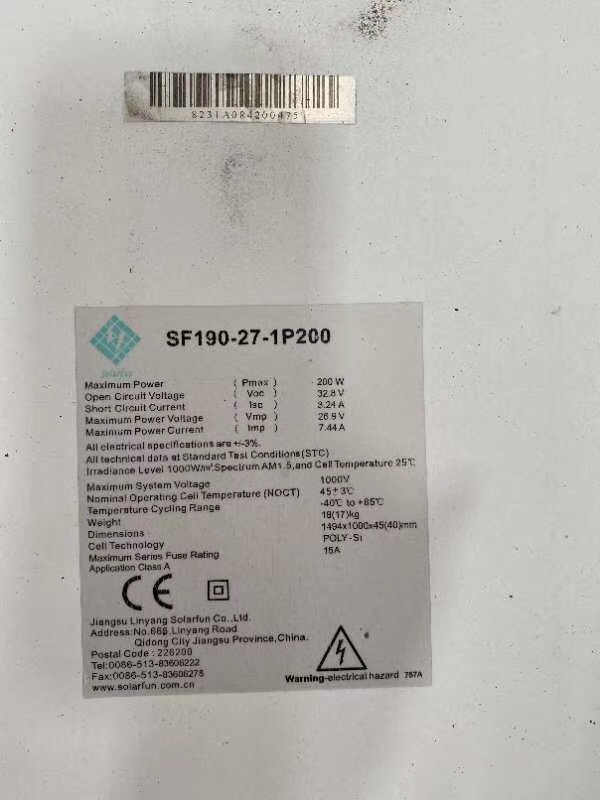 8231A084200475
Solarfun
SF190-27-1P200
Maximum Power ( Pmax ) 200 W
Open Circuit Voltage ( Voc ) 32.8 V
Short Circuit Current ( Isc ) 8.24 A
Maximum Power Voltage ( Vmp ) 26.9 V
Maximum Power Current ( Imp ) 7.44 A
All electrical specifications are +/-3%.
All technical data at Standard Test Conditions(STC)
Irradiance Level 1000W/m²,Spectrum AM1.5,and Cell Temperature 25℃
Maximum System Voltage 1000V
Nominal Operating Cell Temperature (NOCT) 45±3℃
Temperature Cycling Range -40℃ to +85℃
Weight 18(17)kg
Dimensions 1494x1000x45(40)mm
Cell Technology POLY-Si
Maximum Series Fuse Rating 15A
Application Class A
CE
Jiangsu Linyang Solarfun Co.,Ltd.
Address:No.666,Linyang Road
Qidong City Jiangsu Province,China.
Postal Code : 226200
Tel:0086-513-83606222
Fax:0086-513-83606278
www.solarfun.com.cn
Warning-electrical hazard 787A